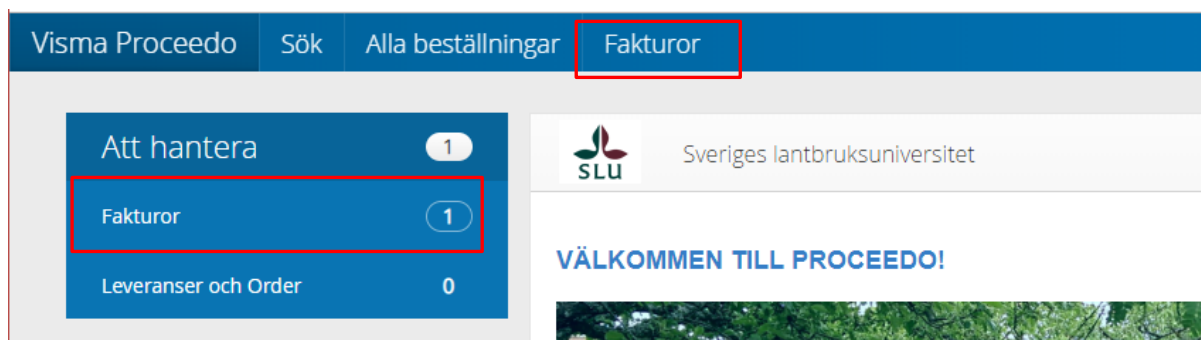 Visma Proceedo Sök Alla beställningar Fakturor
Att hantera 1
Fakturor 1
Leveranser och Order 0
SLU
Sveriges lantbruksuniversitet
VÄLKOMMEN TILL PROCEEDO!